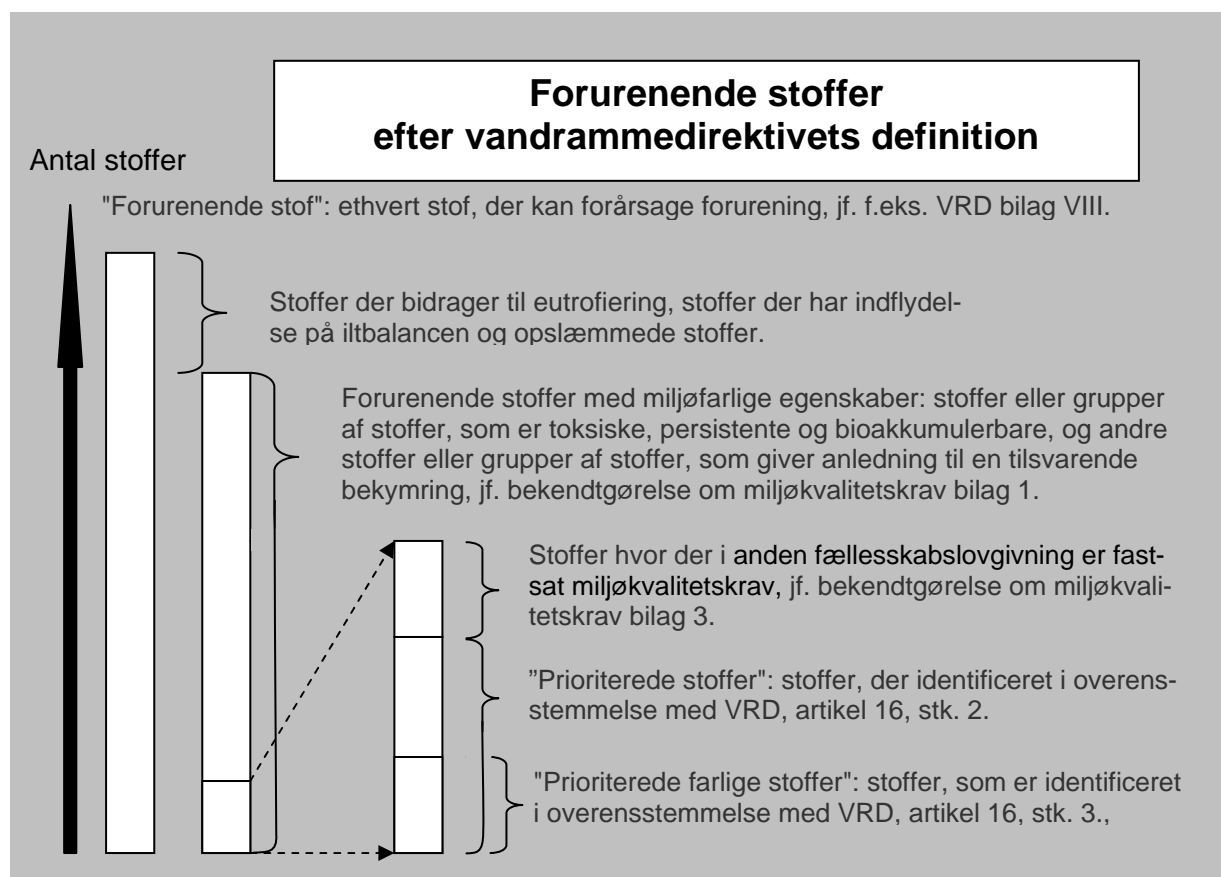 Forurenende stoffer
efter vandrammedirektivets definition
Antal stoffer
"Forurenende stof": ethvert stof, der kan forårsage forurening, jf. f.eks. VRD bilag VIII.
Stoffer der bidrager til eutrofiering, stoffer der har indflydel-
se på iltbalancen og opslæmmede stoffer.
Forurenende stoffer med miljøfarlige egenskaber: stoffer eller grupper
af stoffer, som er toksiske, persistente og bioakkumulerbare, og andre
stoffer eller grupper af stoffer, som giver anledning til en tilsvarende
bekymring, jf. bekendtgørelse om miljøkvalitetskrav bilag 1.
Stoffer hvor der i anden fællesskabslovgivning er fast-
sat miljøkvalitetskrav, jf. bekendtgørelse om miljøkvali-
tetskrav bilag 3.
”Prioriterede stoffer": stoffer, der identificeret i overens-
stemmelse med VRD, artikel 16, stk. 2.
"Prioriterede farlige stoffer": stoffer, som er identificeret
i overensstemmelse med VRD, artikel 16, stk. 3.,